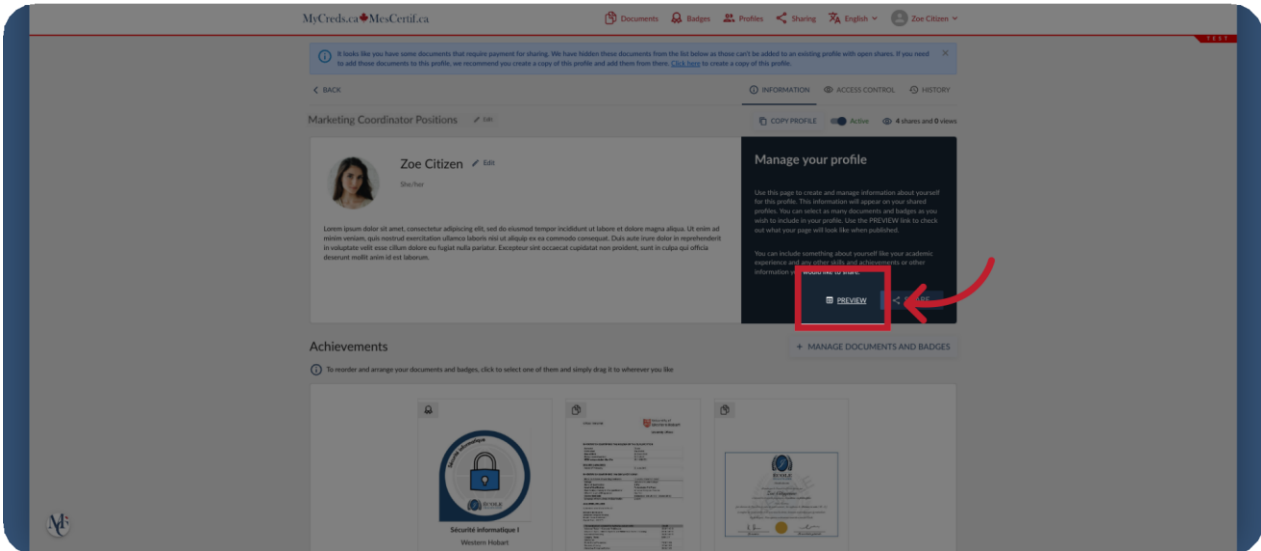 MyCreds.ca MesCertif.ca
Documents Badges Profiles Sharing English Zoe Citizen
TEST
It looks like you have some documents that require payment for sharing. We have hidden these documents from the list below as those can't be added to an existing profile with open shares. If you need
to add those documents to this profile, we recommend you create a copy of this profile and add them from there. Click here to create a copy of this profile.
BACK
INFORMATION ACCESS CONTROL HISTORY
Marketing Coordinator Positions Edit
COPY PROFILE Active 4 shares and 0 views
Zoe Citizen Edit
She/her
Lorem ipsum dolor sit amet, consectetur adipiscing elit, sed do eiusmod tempor incididunt ut labore et dolore magna aliqua. Ut enim ad
minim veniam, quis nostrud exercitation ullamco laboris nisi ut aliquip ex ea commodo consequat. Duis aute irure dolor in reprehenderit
in voluptate velit esse cillum dolore eu fugiat nulla pariatur. Excepteur sint occaecat cupidatat non proident, sunt in culpa qui officia
deserunt mollit anim id est laborum.
Manage your profile
Use this page to create and manage information about yourself
for this profile. This information will appear on your shared
profiles. You can select as many documents and badges as you
wish to include in your profile. Use the PREVIEW link to check
out what your page will look like when published.
You can include something about yourself like your academic
experience and any other skills and achievements or other
information you would like to share.
PREVIEW
Achievements
+ MANAGE DOCUMENTS AND BADGES
To reorder and arrange your documents and badges, click to select one of them and simply drag it to wherever you like
Sécurité informatique
ÉCOLE
Sécurité informatique I
Western Hobart
ÉCOLE